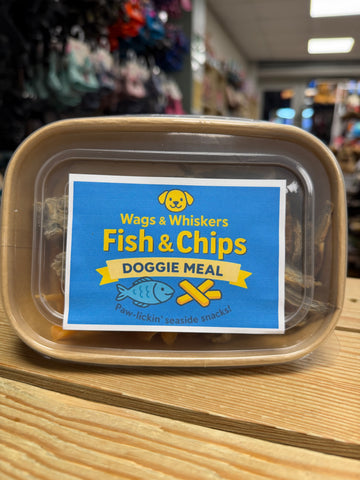 Wags & Whiskers
Fish & Chips
DOGGIE MEAL
Paw-lickin' seaside snacks!